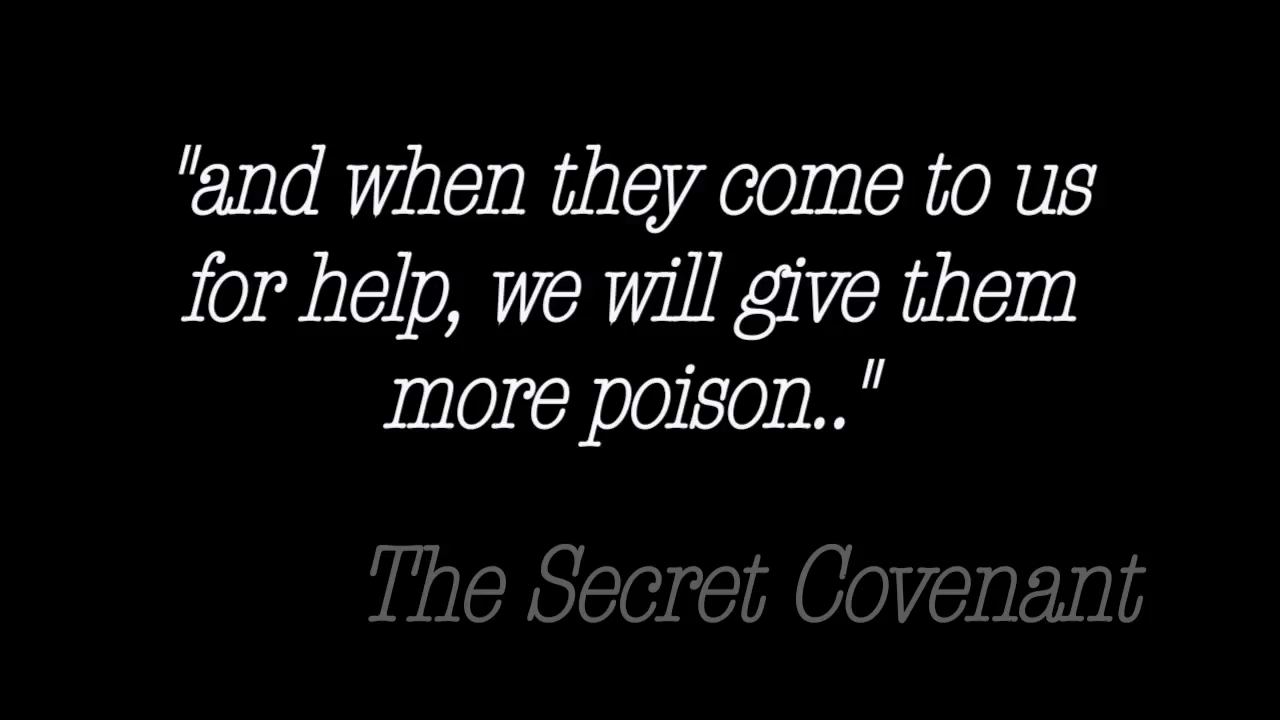 "and when they come to us
for help, we will give them
more poison.."
The Secret Covenant